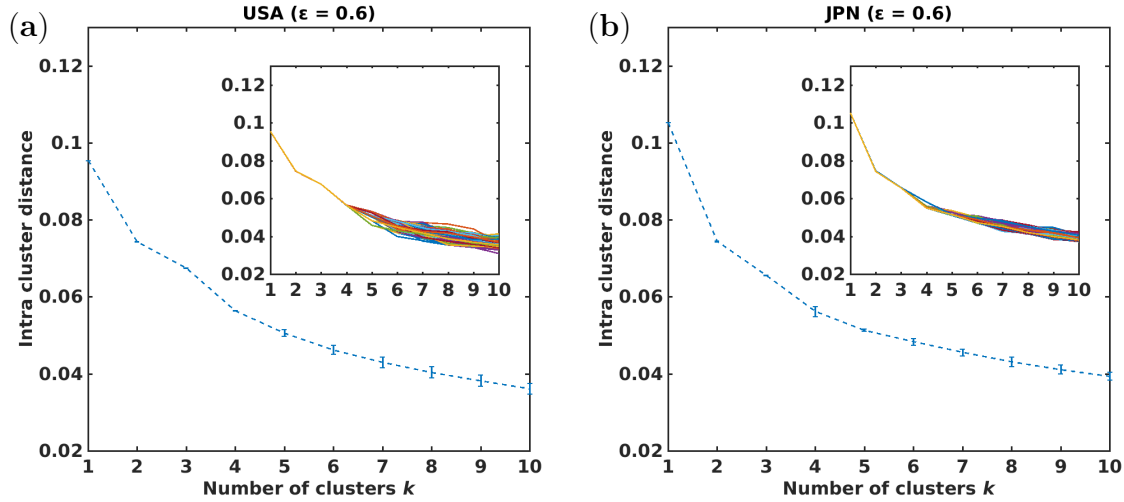 (a)
USA (ε = 0.6)
0.12
0.1
0.08
0.06
0.04
0.02
Intra cluster distance
1 2 3 4 5 6 7 8 9 10
Number of clusters k
0.12
0.1
0.08
0.06
0.04
0.02
1 2 3 4 5 6 7 8 9 10
(b)
JPN (ε = 0.6)
0.12
0.1
0.08
0.06
0.04
0.02
Intra cluster distance
1 2 3 4 5 6 7 8 9 10
Number of clusters k
0.12
0.1
0.08
0.06
0.04
0.02
1 2 3 4 5 6 7 8 9 10